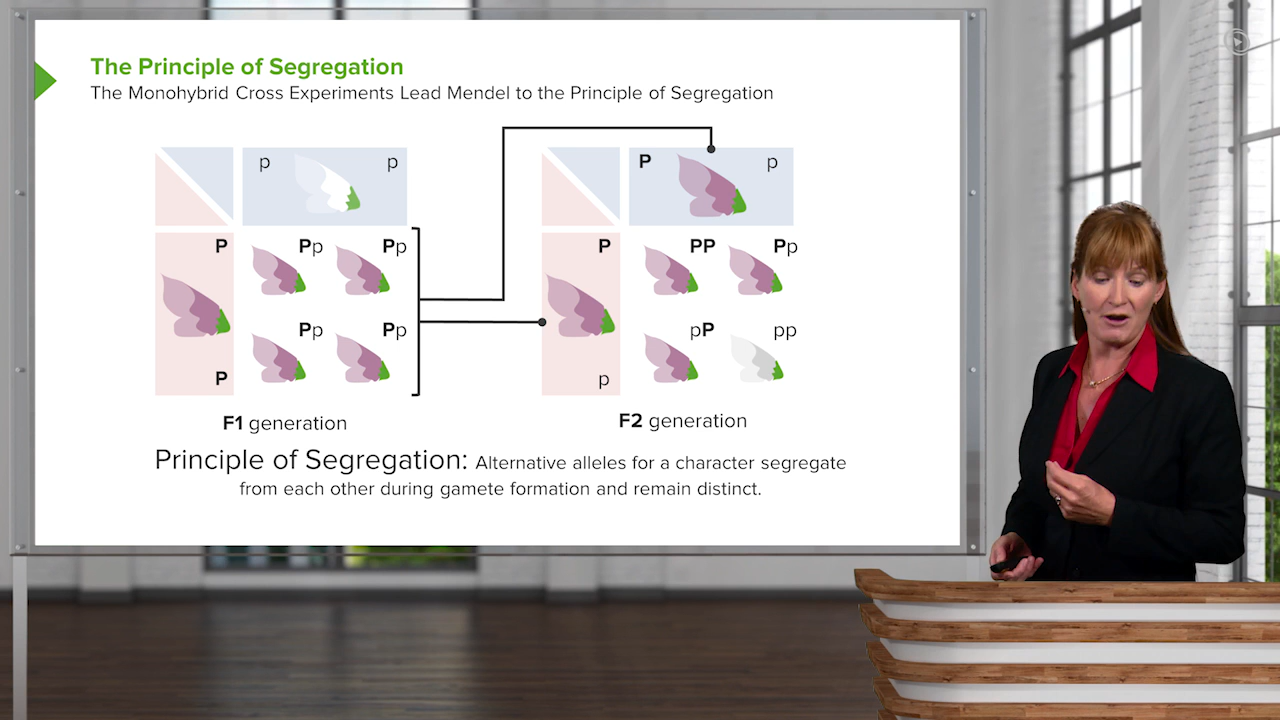 The Principle of Segregation
The Monohybrid Cross Experiments Lead Mendel to the Principle of Segregation
p p
P p
P Pp Pp
P PP Pp
Pp Pp
pP pp
P
p
F1 generation
F2 generation
Principle of Segregation: Alternative alleles for a character segregate
from each other during gamete formation and remain distinct.